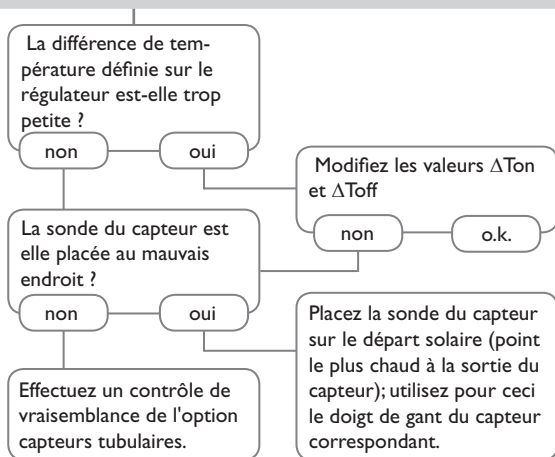 La différence de tem-
pérature définie sur le
régulateur est-elle trop
petite ?
non
oui
Modifiez les valeurs ΔTon
et ΔToff
non
o.k.
La sonde du capteur est
elle placée au mauvais
endroit ?
non
oui
Placez la sonde du capteur
sur le départ solaire (point
le plus chaud à la sortie du
capteur); utilisez pour ceci
le doigt de gant du capteur
correspondant.
Effectuez un contrôle de
vraisemblance de l'option
capteurs tubulaires.